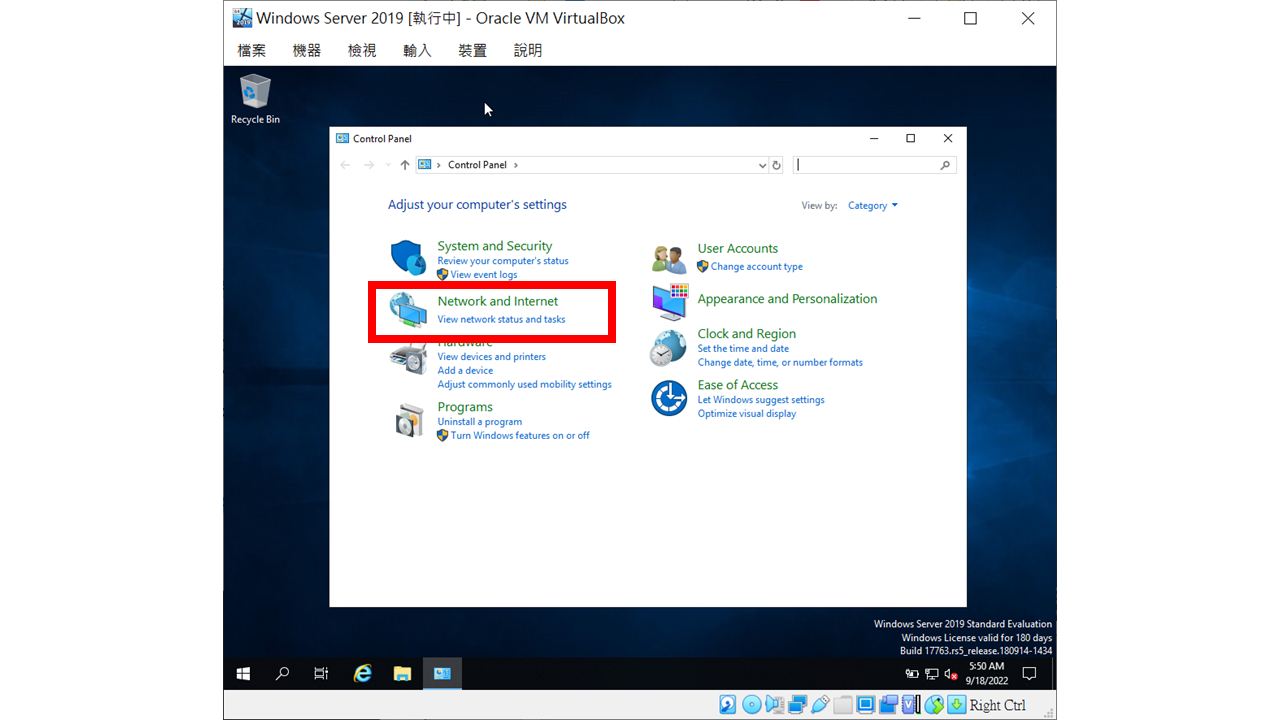 Windows Server 2019 [執行中] - Oracle VM VirtualBox
檔案 機器 檢視 輸入 裝置 說明
Recycle Bin
Control Panel
Control Panel
Adjust your computer's settings
View by: Category
System and Security
Review your computer's status
View event logs
Network and Internet
View network status and tasks
Hardware
View devices and printers
Add a device
Adjust commonly used mobility settings
Programs
Uninstall a program
Turn Windows features on or off
User Accounts
Change account type
Appearance and Personalization
Clock and Region
Set the time and date
Change date, time, or number formats
Ease of Access
Let Windows suggest settings
Optimize visual display
Windows Server 2019 Standard Evaluation
Windows License valid for 180 days
Build 17763.rs5_release.180914-1434
5:50 AM
9/18/2022
Right Ctrl